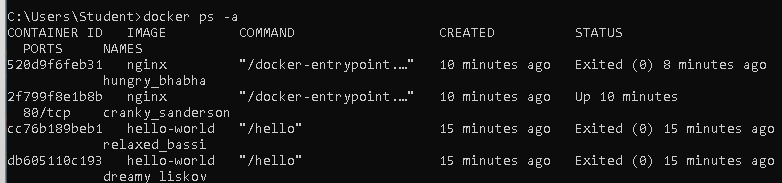 C:\Users\Student>docker ps -a
CONTAINER ID   IMAGE         COMMAND                  CREATED          STATUS
  PORTS     NAMES
520d9f6feb31   nginx         "/docker-entrypoint.…"   10 minutes ago   Exited (0) 8 minutes ago
            hungry_bhabha
2f799f8e1b8b   nginx         "/docker-entrypoint.…"   10 minutes ago   Up 10 minutes
  80/tcp    cranky_sanderson
cc76b189beb1   hello-world   "/hello"                 15 minutes ago   Exited (0) 15 minutes ago
            relaxed_bassi
db605110c193   hello-world   "/hello"                 15 minutes ago   Exited (0) 15 minutes ago
            dreamy_liskov